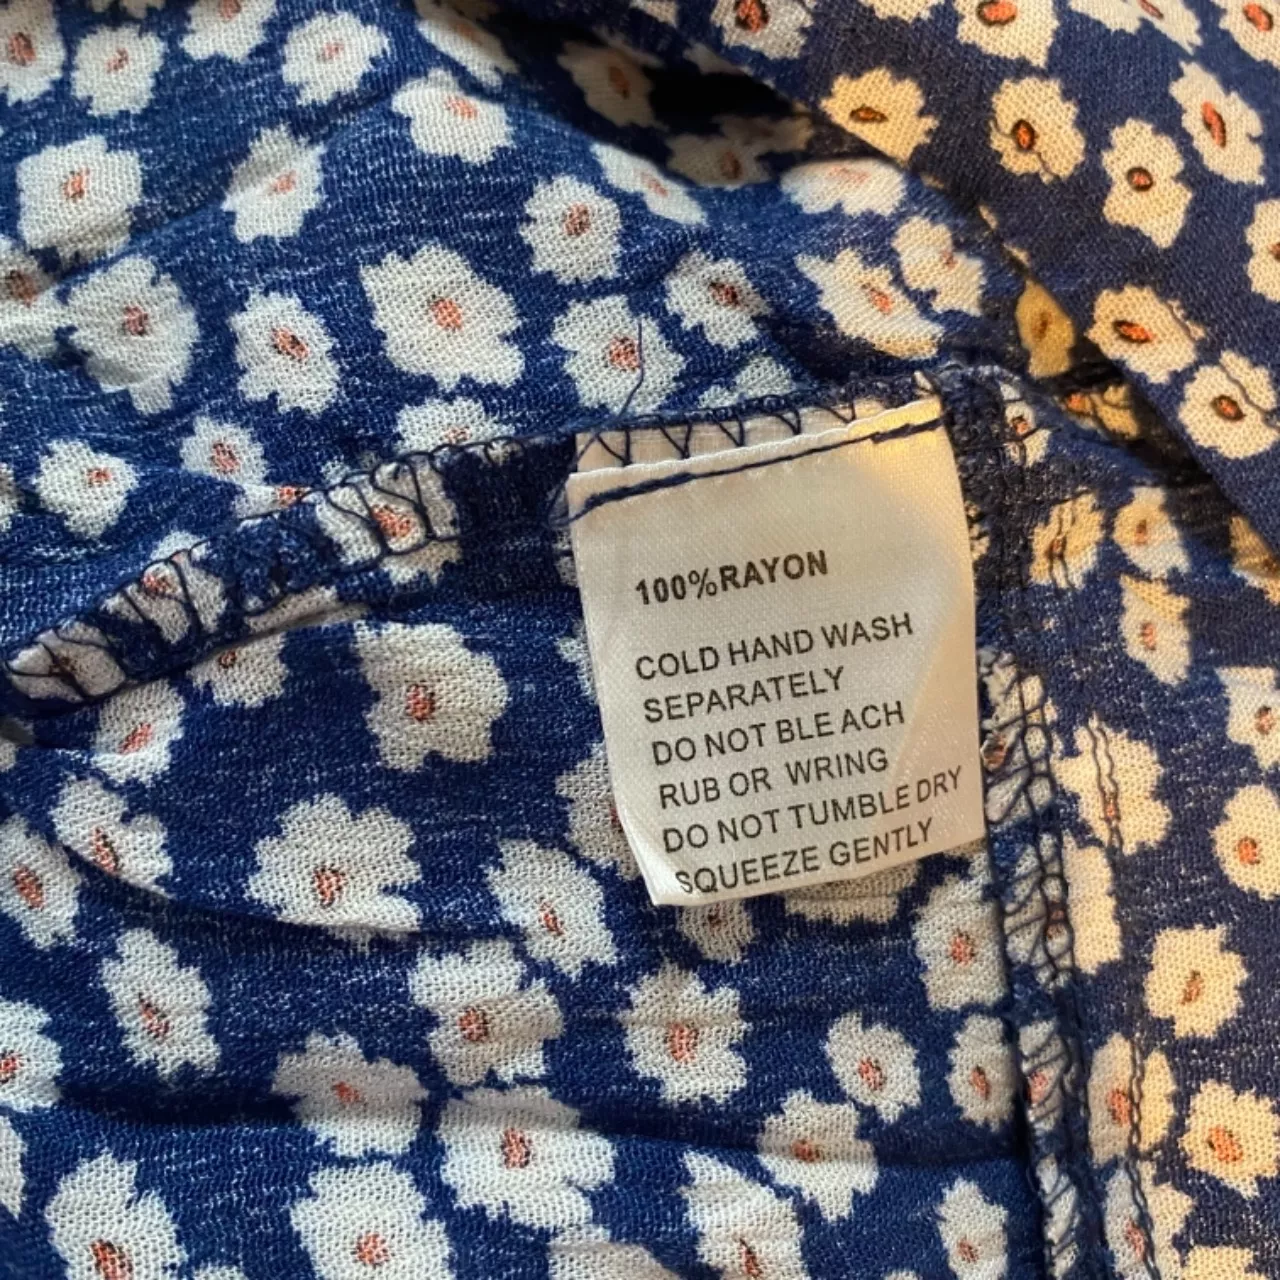 100%RAYON
COLD HAND WASH
SEPARATELY
DO NOT BLE ACH
RUB OR WRING
DO NOT TUMBLE DRY
SQUEEZE GENTLY